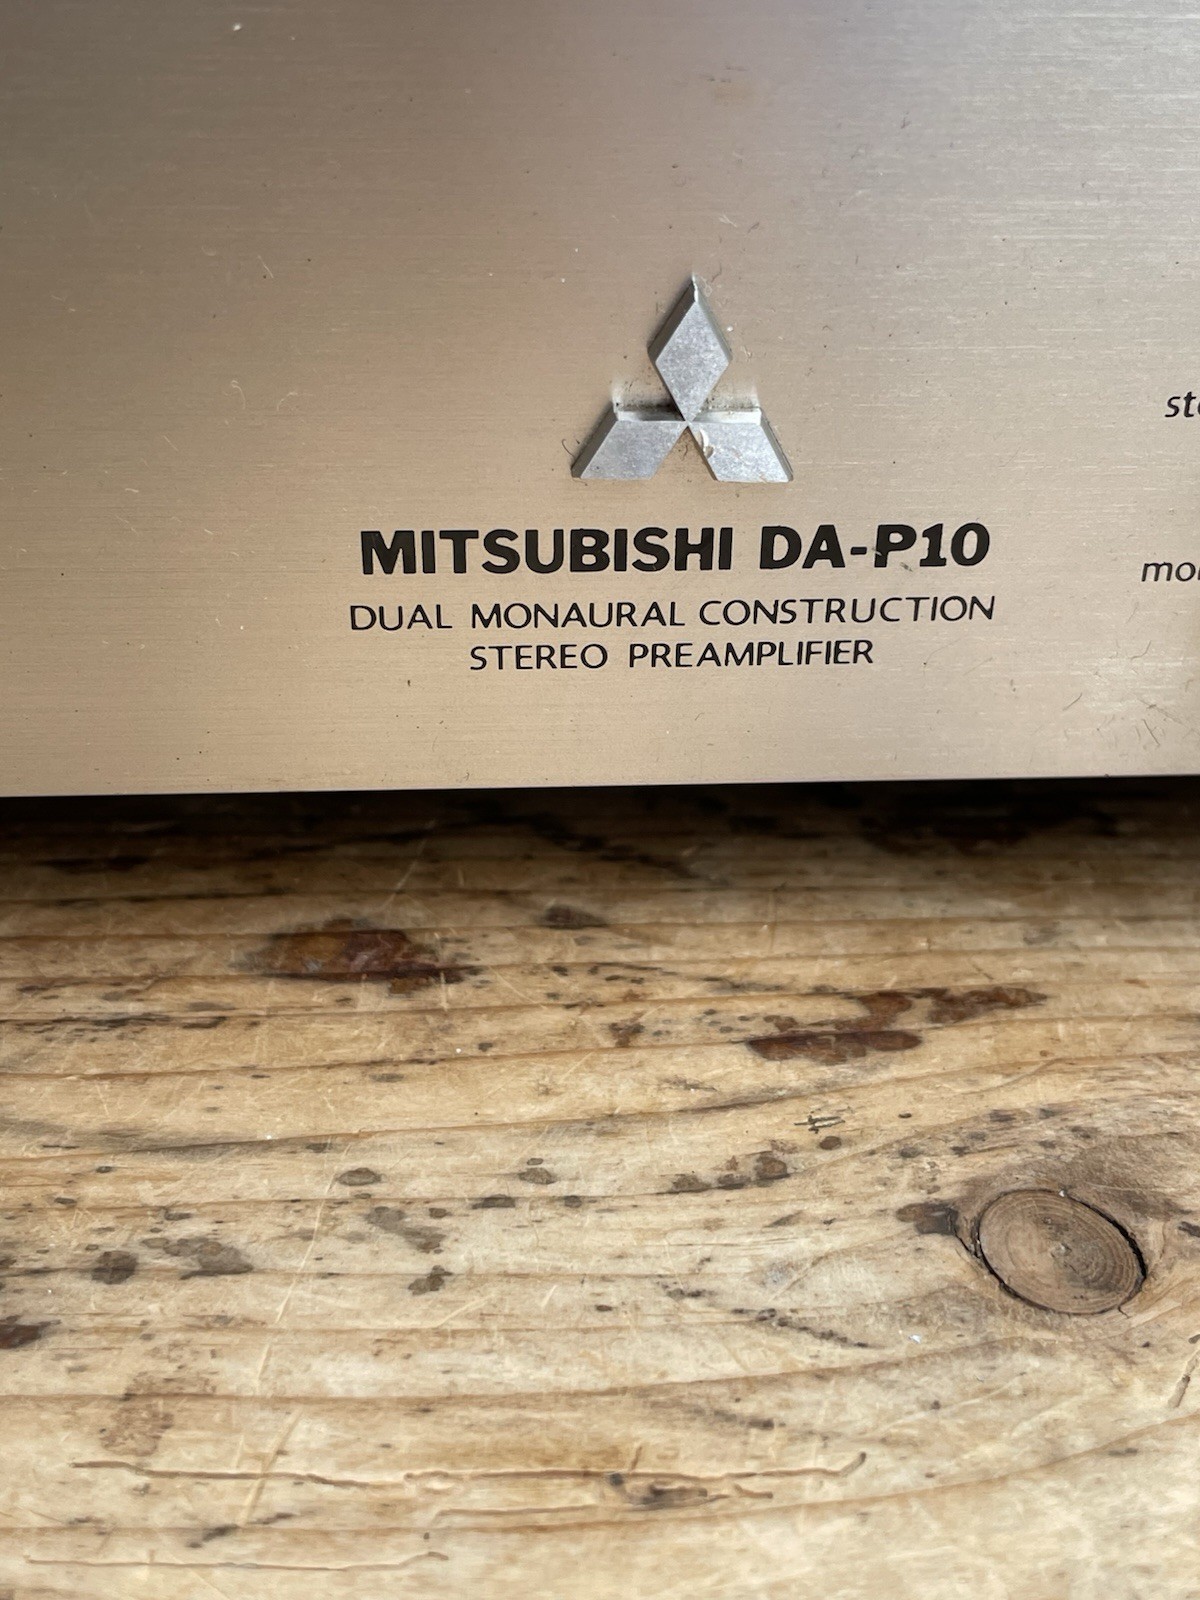 MITSUBISHI DA-P10
DUAL MONAURAL CONSTRUCTION
STEREO PREAMPLIFIER